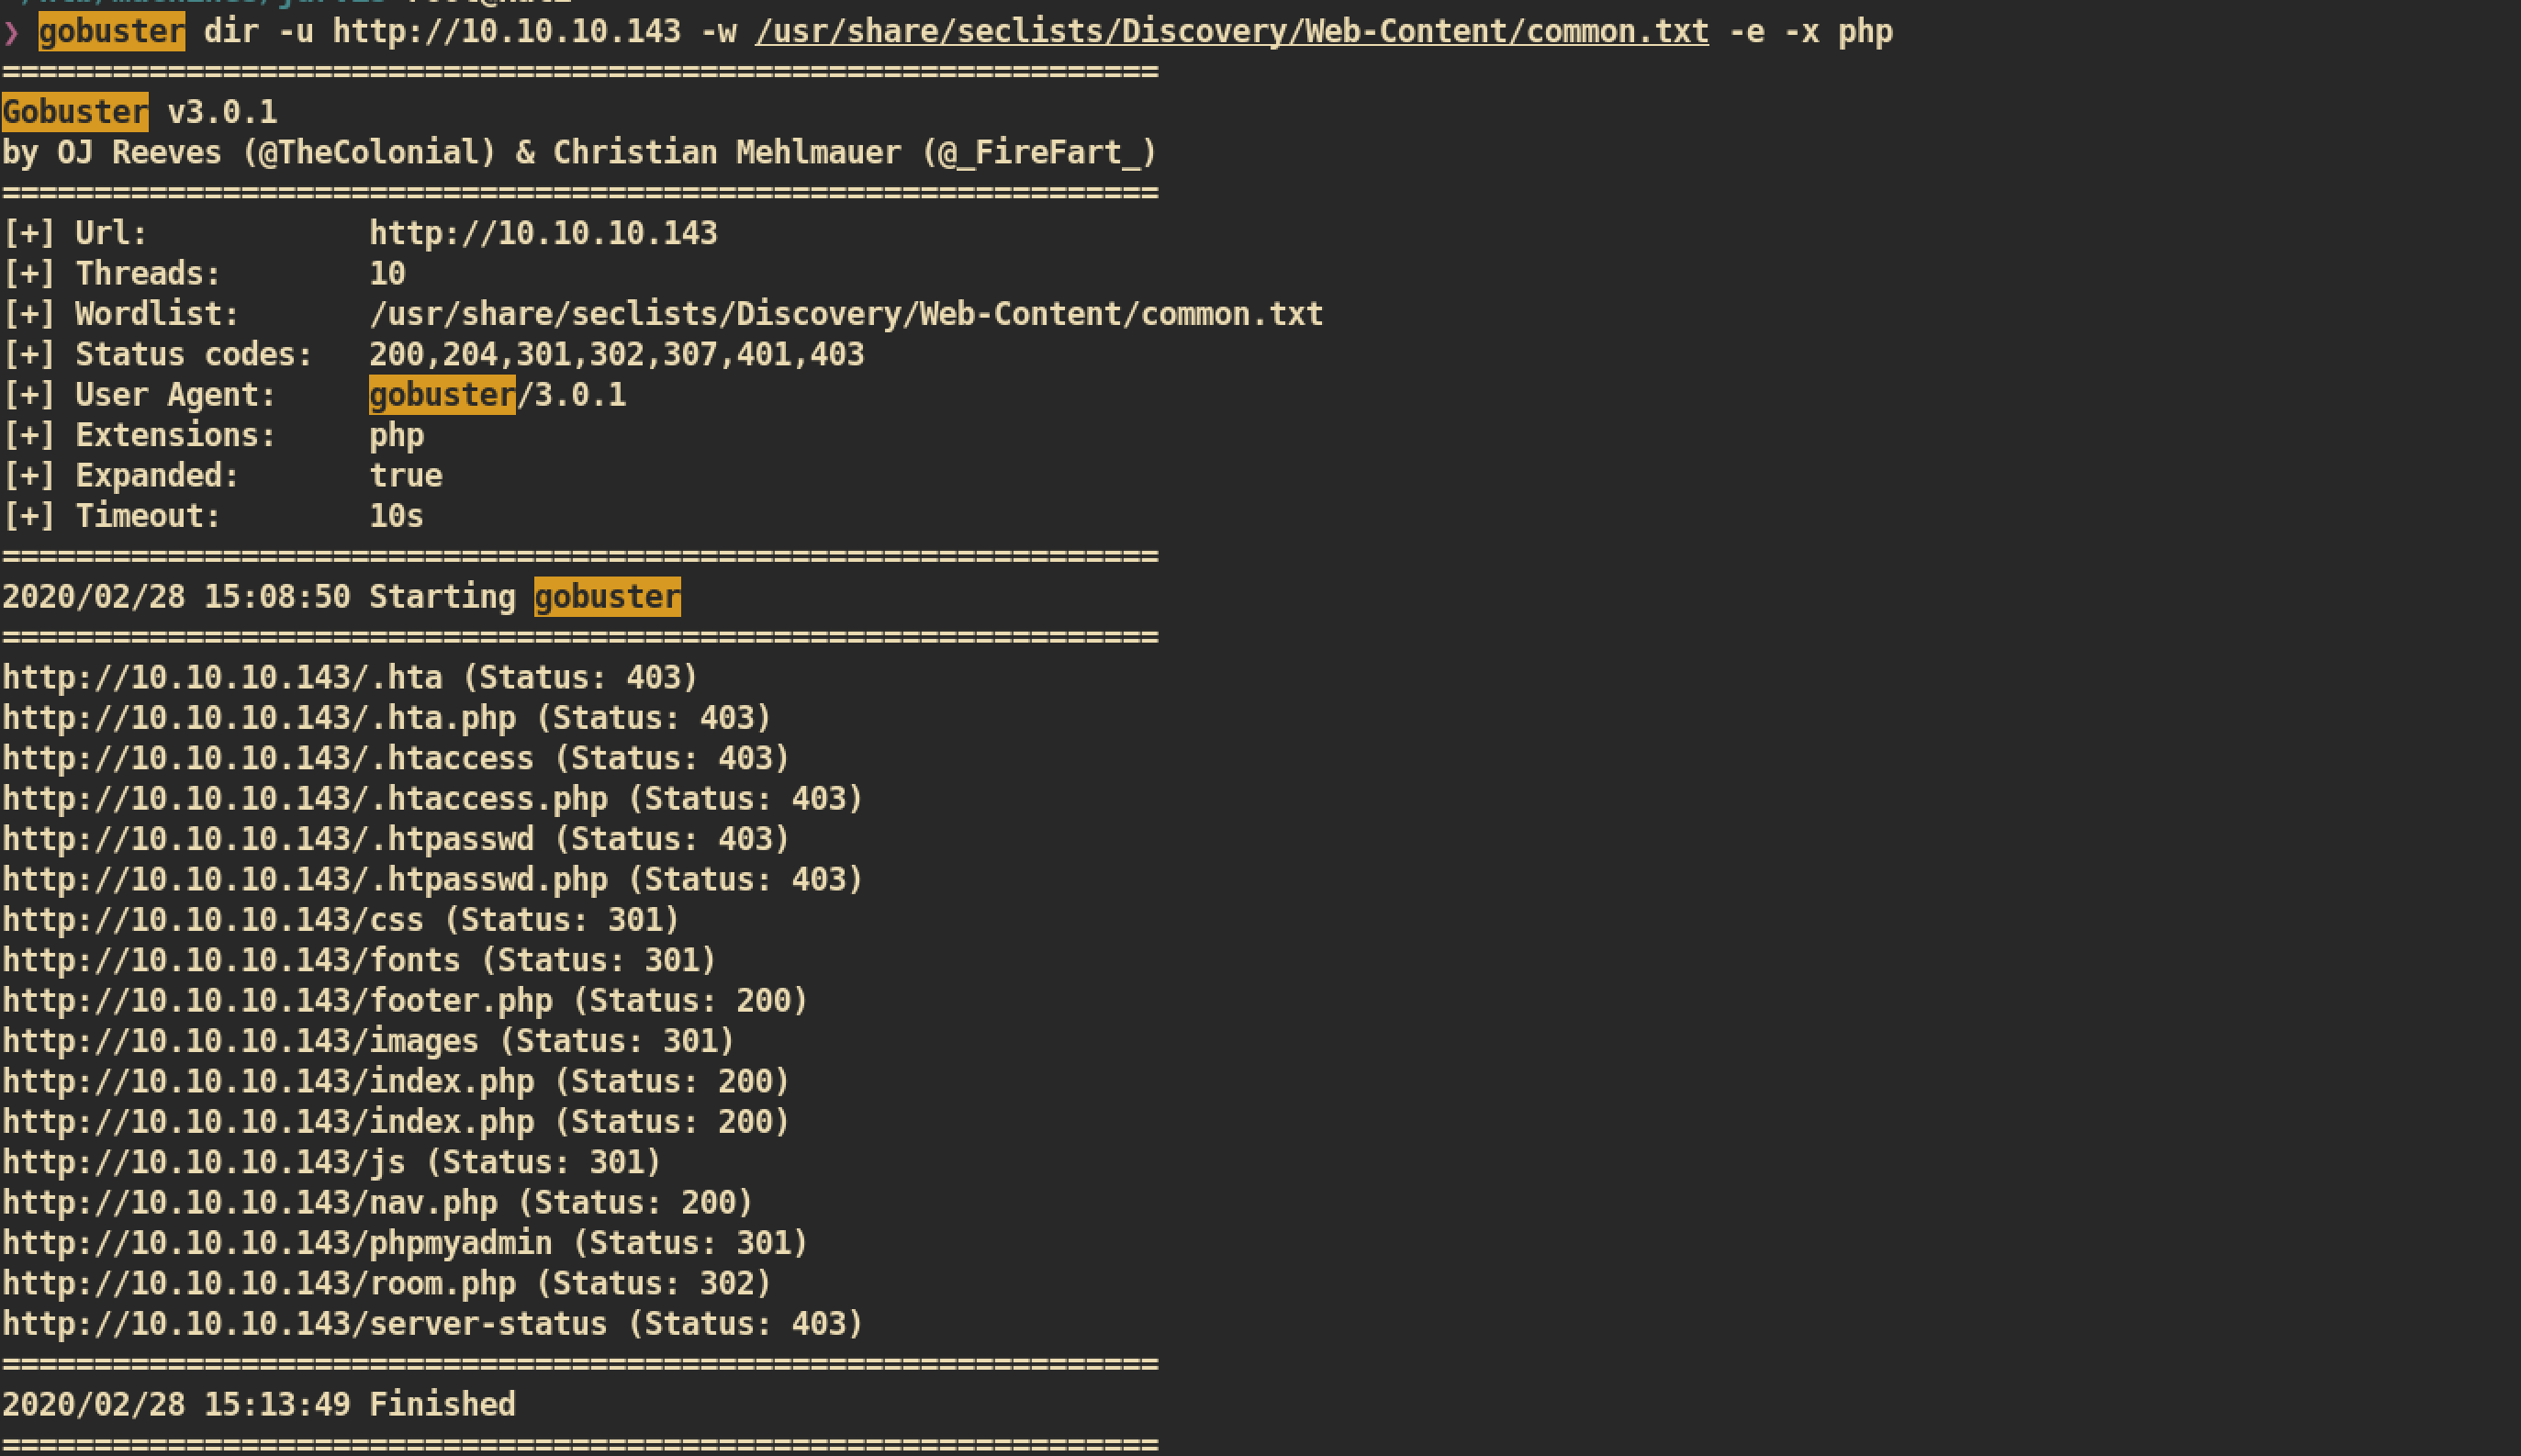 ❯ gobuster dir -u http://10.10.10.143 -w /usr/share/seclists/Discovery/Web-Content/common.txt -e -x php
===============================================================
Gobuster v3.0.1
by OJ Reeves (@TheColonial) & Christian Mehlmauer (@_FireFart_)
===============================================================
[+] Url:            http://10.10.10.143
[+] Threads:        10
[+] Wordlist:       /usr/share/seclists/Discovery/Web-Content/common.txt
[+] Status codes:   200,204,301,302,307,401,403
[+] User Agent:     gobuster/3.0.1
[+] Extensions:     php
[+] Expanded:       true
[+] Timeout:        10s
===============================================================
2020/02/28 15:08:50 Starting gobuster
===============================================================
http://10.10.10.143/.hta (Status: 403)
http://10.10.10.143/.hta.php (Status: 403)
http://10.10.10.143/.htaccess (Status: 403)
http://10.10.10.143/.htaccess.php (Status: 403)
http://10.10.10.143/.htpasswd (Status: 403)
http://10.10.10.143/.htpasswd.php (Status: 403)
http://10.10.10.143/css (Status: 301)
http://10.10.10.143/fonts (Status: 301)
http://10.10.10.143/footer.php (Status: 200)
http://10.10.10.143/images (Status: 301)
http://10.10.10.143/index.php (Status: 200)
http://10.10.10.143/index.php (Status: 200)
http://10.10.10.143/js (Status: 301)
http://10.10.10.143/nav.php (Status: 200)
http://10.10.10.143/phpmyadmin (Status: 301)
http://10.10.10.143/room.php (Status: 302)
http://10.10.10.143/server-status (Status: 403)
===============================================================
2020/02/28 15:13:49 Finished
===============================================================